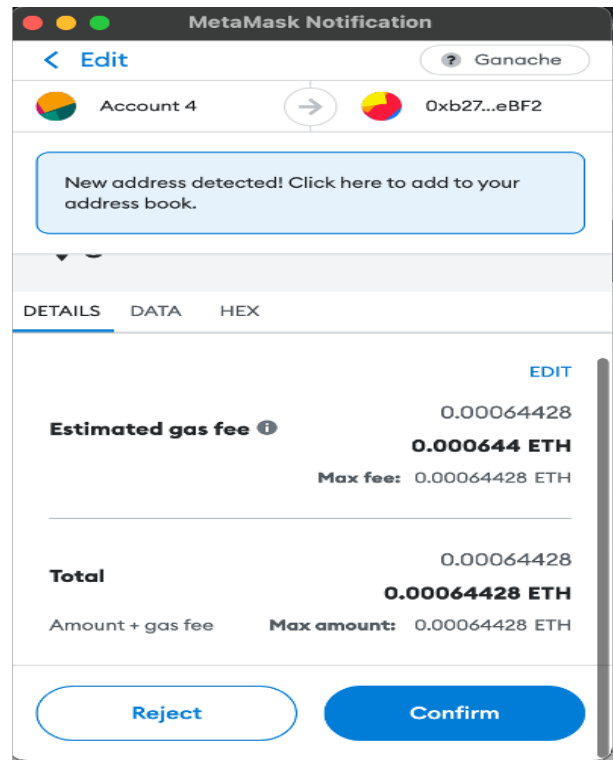 MetaMask Notification
Edit
? Ganache
Account 4
0xb27...eBF2
New address detected! Click here to add to your
address book.
DETAILS DATA HEX
EDIT
0.00064428
Estimated gas fee
0.000644 ETH
Max fee: 0.00064428 ETH
0.00064428
Total
0.00064428 ETH
Amount + gas fee Max amount: 0.00064428 ETH
Reject Confirm